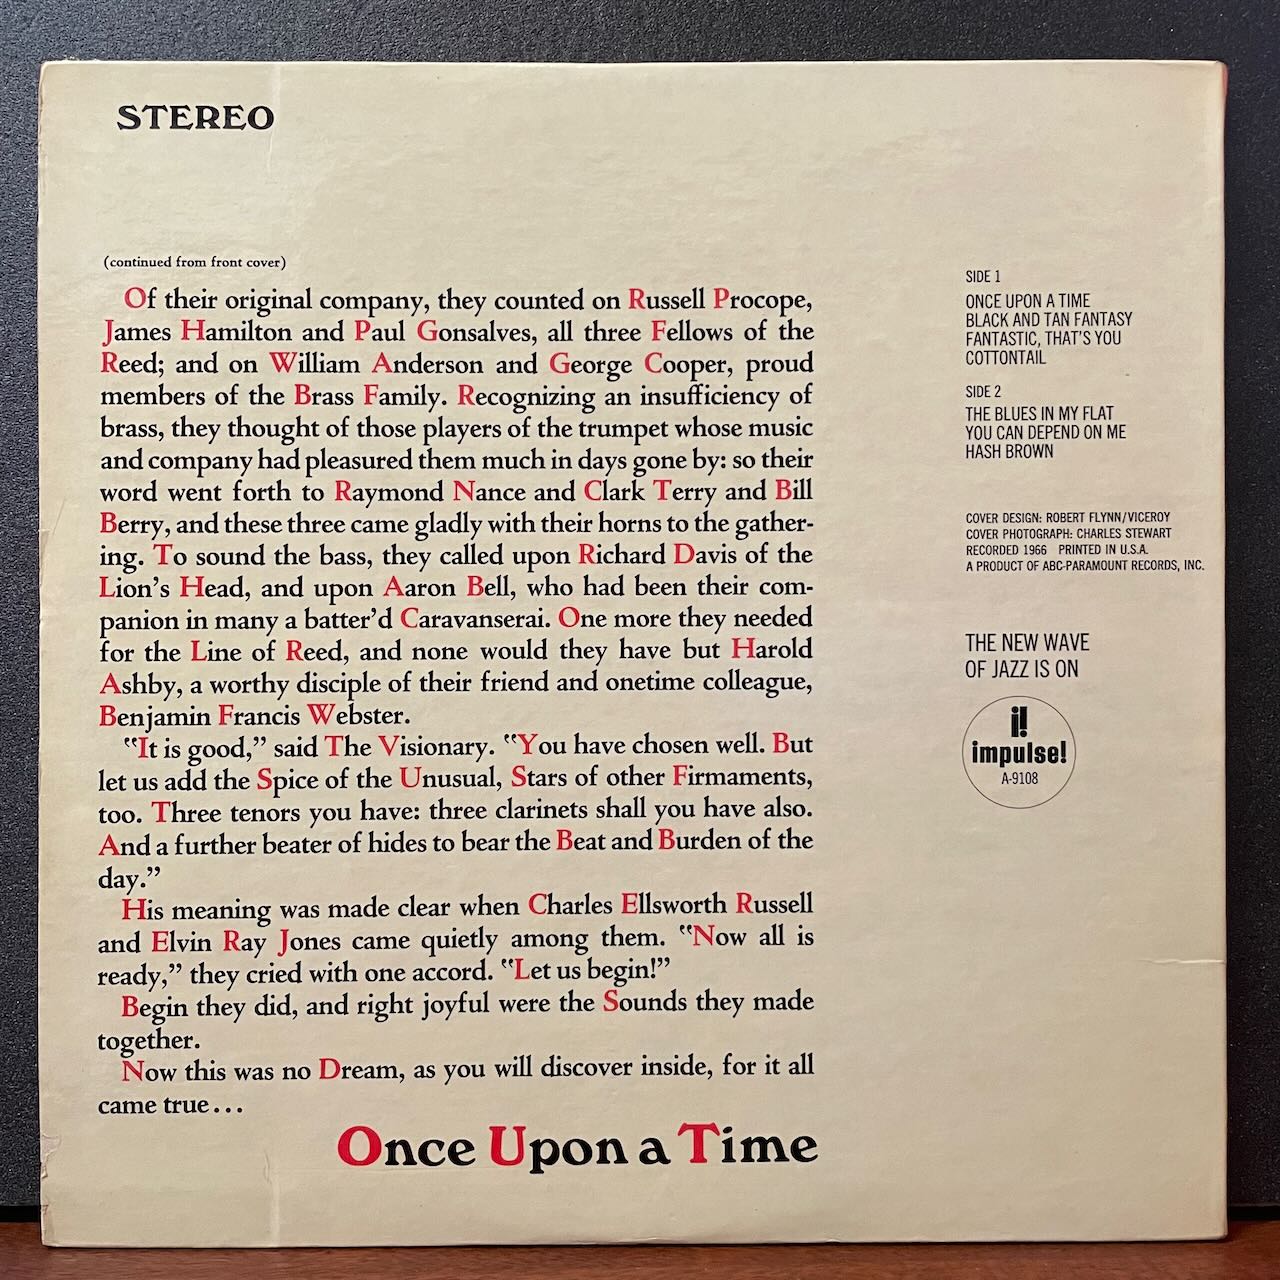 STEREO
(continued from front cover)
Of their original company, they counted on Russell Procope,
James Hamilton and Paul Gonsalves, all three Fellows of the
Reed; and on William Anderson and George Cooper, proud
members of the Brass Family. Recognizing an insufficiency of
brass, they thought of those players of the trumpet whose music
and company had pleasured them much in days gone by: so their
word went forth to Raymond Nance and Clark Terry and Bill
Berry, and these three came gladly with their horns to the gather-
ing. To sound the bass, they called upon Richard Davis of the
Lion's Head, and upon Aaron Bell, who had been their com-
panion in many a batter'd Caravanserai. One more they needed
for the Line of Reed, and none would they have but Harold
Ashby, a worthy disciple of their friend and onetime colleague,
Benjamin Francis Webster.
"It is good," said The Visionary. "You have chosen well. But
let us add the Spice of the Unusual, Stars of other Firmaments,
too. Three tenors you have: three clarinets shall you have also.
And a further beater of hides to bear the Beat and Burden of the
day."
His meaning was made clear when Charles Ellsworth Russell
and Elvin Ray Jones came quietly among them. "Now all is
ready," they cried with one accord. "Let us begin!"
Begin they did, and right joyful were the Sounds they made
together.
Now this was no Dream, as you will discover inside, for it all
came true...
Once Upon a Time
SIDE 1
ONCE UPON A TIME
BLACK AND TAN FANTASY
FANTASTIC, THAT'S YOU
COTTONTAIL
SIDE 2
THE BLUES IN MY FLAT
YOU CAN DEPEND ON ME
HASH BROWN
COVER DESIGN: ROBERT FLYNN/VICEROY
COVER PHOTOGRAPH: CHARLES STEWART
RECORDED 1966 PRINTED IN U.S.A.
A PRODUCT OF ABC-PARAMOUNT RECORDS, INC.
THE NEW WAVE
OF JAZZ IS ON
i!
impulse!
A-9108